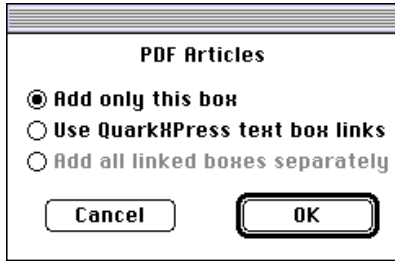 PDF Articles
Add only this box
Use QuarkXPress text box links
Add all linked boxes separately
Cancel OK